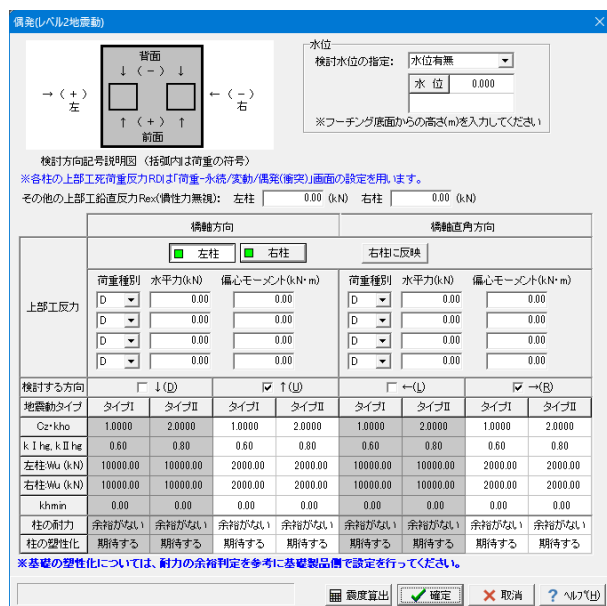 偶発(レベル2地震動)
水位
検討水位の指定: 水位有無
水 位 0.000
※フーチング底面からの高さ(m)を入力してください
背面
↓ (－) ↓
→ (＋) ← (－)
左 右
↑ (＋) ↑
前面
検討方向記号説明図 (括弧内は荷重の符号)
※各柱の上部工死荷重反力RDは「荷重-永続/変動/偶発(衝突)」画面の設定を用います。
その他の上部工鉛直反力Rex(慣性力無視): 左柱 0.00 (kN) 右柱 0.00 (kN)
橋軸方向 橋軸直角方向
上部工反力
左柱 右柱 右柱に反映
荷重種別 水平力(kN) 偏心モーメント(kN・m) 荷重種別 水平力(kN) 偏心モーメント(kN・m)
D 0.00 0.00 D 0.00 0.00
D 0.00 0.00 D 0.00 0.00
D 0.00 0.00 D 0.00 0.00
D 0.00 0.00 D 0.00 0.00
検討する方向 ↓(D) ↑(U) ←(L) →(R)
地震動タイプ タイプI タイプII タイプI タイプII タイプI タイプII タイプI タイプII
Cz・kho 1.0000 2.0000 1.0000 2.0000 1.0000 2.0000 1.0000 2.0000
k I hg, k II hg 0.60 0.80 0.60 0.80 0.60 0.80 0.60 0.80
左柱:Wu (kN) 10000.00 10000.00 2000.00 2000.00 10000.00 10000.00 2000.00 2000.00
右柱:Wu (kN) 10000.00 10000.00 2000.00 2000.00 10000.00 10000.00 2000.00 2000.00
khmin 0.00 0.00 0.00 0.00 0.00 0.00 0.00 0.00
柱の耐力 余裕がない 余裕がない 余裕がない 余裕がない 余裕がない 余裕がない 余裕がない 余裕がない
柱の塑性化 期待する 期待する 期待する 期待する 期待する 期待する 期待する 期待する
※基礎の塑性化については、耐力の余裕判定を参考に基礎製品側で設定を行ってください。
震度算出 確定 取消 ? ヘルプ(H)